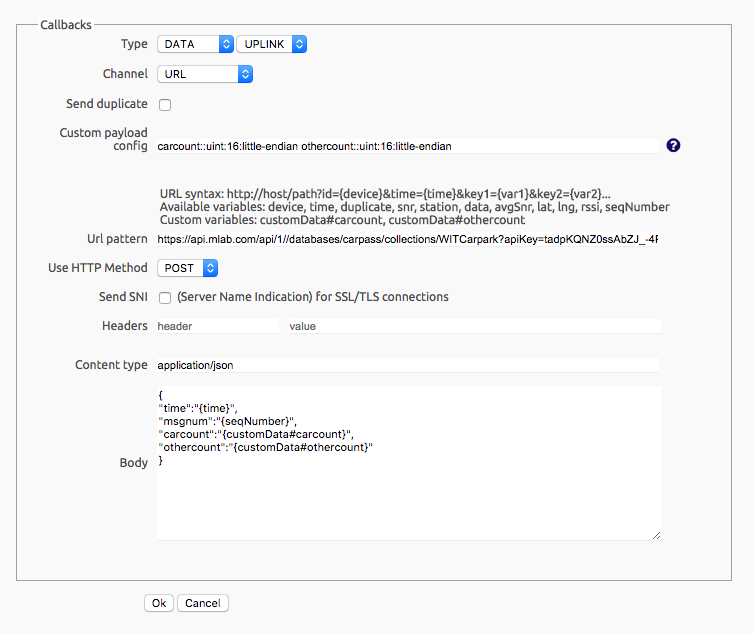 Callbacks
Type DATA UPLINK
Channel URL
Send duplicate
Custom payload config carcount::uint:16:little-endian othercount::uint:16:little-endian ?
URL syntax: http://host/path?id={device}&time={time}&key1={var1}&key2={var2}...
Available variables: device, time, duplicate, snr, station, data, avgSnr, lat, lng, rssi, seqNumber
Custom variables: customData#carcount, customData#othercount
Url pattern https://api.mlab.com/api/1//databases/carpass/collections/WITCarpark?apiKey=tadpKQNZ0ssAbZJ_-4F
Use HTTP Method POST
Send SNI (Server Name Indication) for SSL/TLS connections
Headers header value
Content type application/json
Body
{
"time":"{time}",
"msgnum":"{seqNumber}",
"carcount":"{customData#carcount}",
"othercount":"{customData#othercount}"
}
Ok Cancel